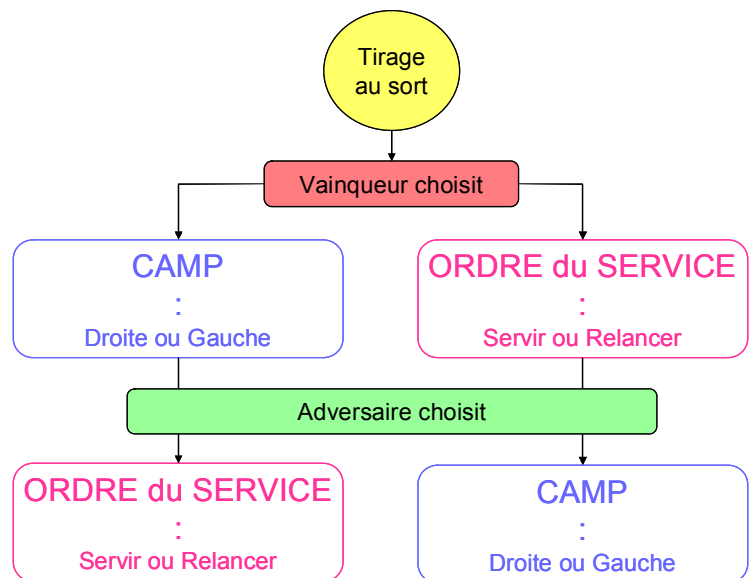 Tirage
au sort
Vainqueur choisit
CAMP
:
Droite ou Gauche
ORDRE du SERVICE
:
Servir ou Relancer
Adversaire choisit
ORDRE du SERVICE
:
Servir ou Relancer
CAMP
:
Droite ou Gauche